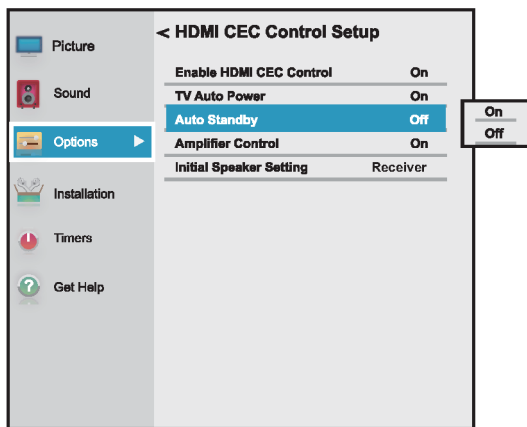 < HDMI CEC Control Setup
Picture
Sound
Options
Installation
Timers
Get Help
Enable HDMI CEC Control On
TV Auto Power On
Auto Standby Off
Amplifier Control On
Initial Speaker Setting Receiver
On
Off